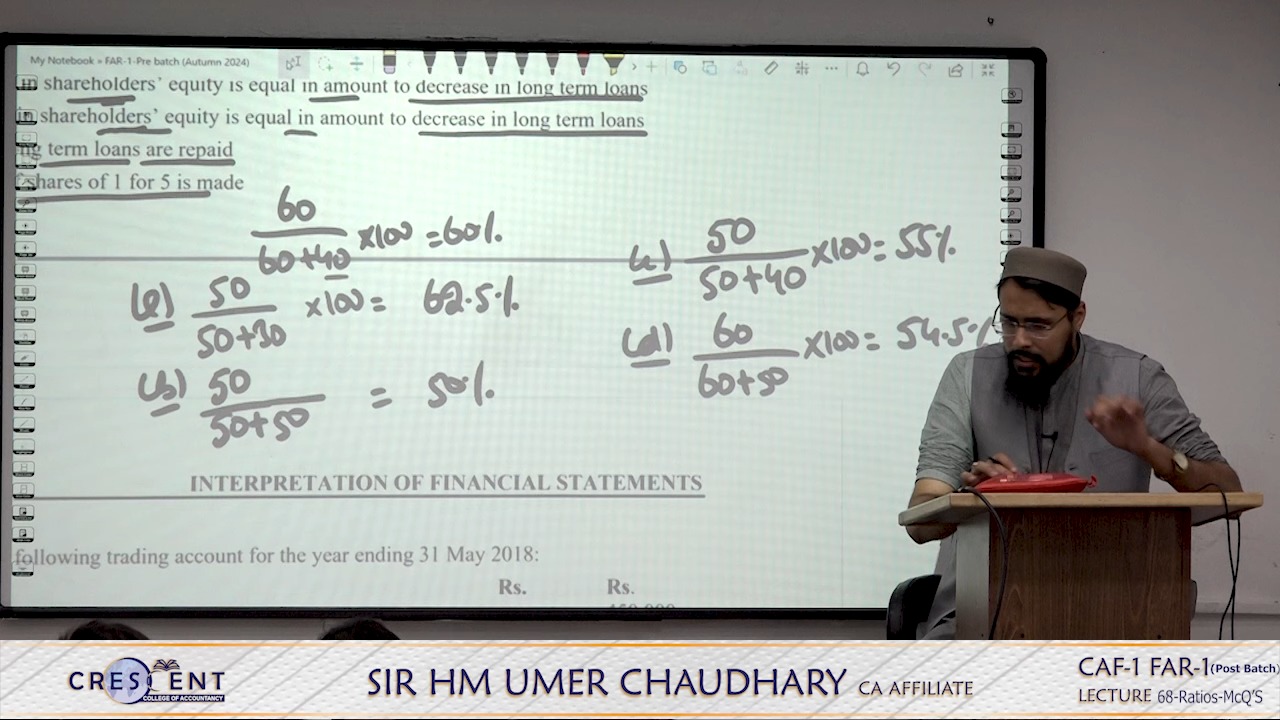 My Notebook » FAR-1-Pre batch (Autumn 2024)
in shareholders' equity is equal in amount to decrease in long term loans
shareholders' equity is equal in amount to decrease in long term loans
ng term loans are repaid
shares of 1 for 5 is made
60
60+40 ×100 =60%
(a) 50
50+30 ×100 = 62.5%
(b) 50
50+50 = 50%
(c) 50
50+40 ×100 = 55%
(d) 60
60+50 ×100 = 54.5%
INTERPRETATION OF FINANCIAL STATEMENTS
following trading account for the year ending 31 May 2018:
Rs. Rs.
CRESCENT
COLLEGE OF ACCOUNTANCY
SIR HM UMER CHAUDHARY CA AFFILIATE
CAF-1 FAR-1(Post Batch)
LECTURE 68-Ratios-McQ'S